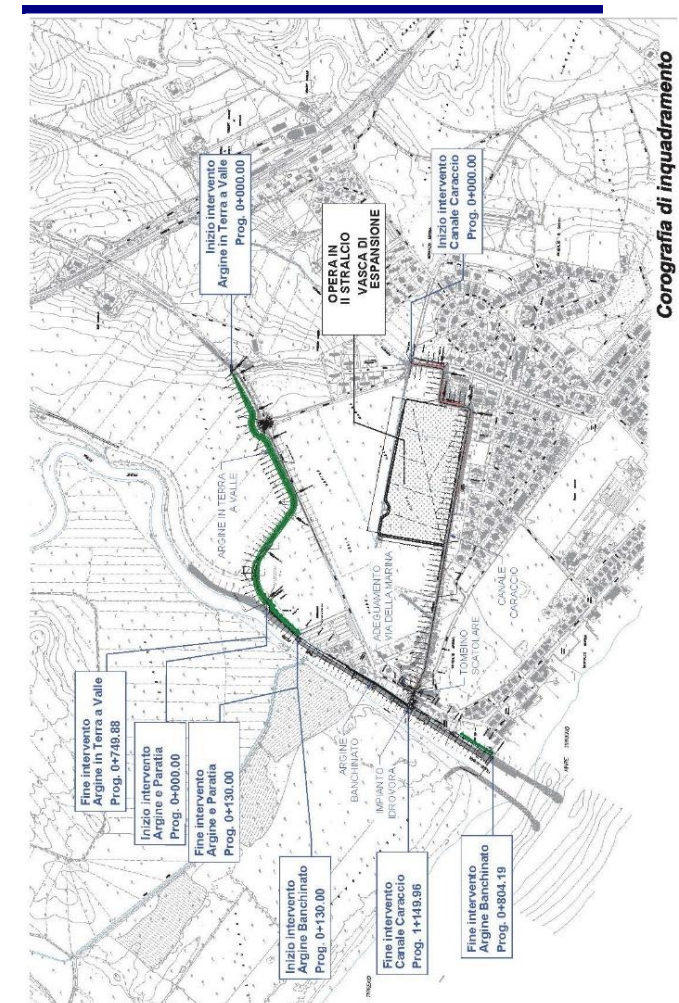 Corografia di inquadramento
Inizio intervento
Argine in Terra a Valle
Prog. 0+000.00
OPERA IN
II STRALCIO
VASCA DI
ESPANSIONE
Inizio intervento
Canale Caraccio
Prog. 0+000.00
ARGINE IN TERRA
A VALLE
ADEGUAMENTO
VIA DELLA MARINA
CANALE
CARACCIO
TOMBINO
SCATOLARE
ARGINE
BANCHINATO
IMPIANTO
IDROVORA
Fine intervento
Argine in Terra a Valle
Prog. 0+749.88
Inizio intervento
Argine e Paratia
Prog. 0+000.00
Fine intervento
Argine e Paratia
Prog. 0+130.00
Inizio intervento
Argine Banchinato
Prog. 0+130.00
Fine intervento
Canale Caraccio
Prog. 1+149.96
Fine intervento
Argine Banchinato
Prog. 0+804.19
MARE TIRRENO
TIRRENO